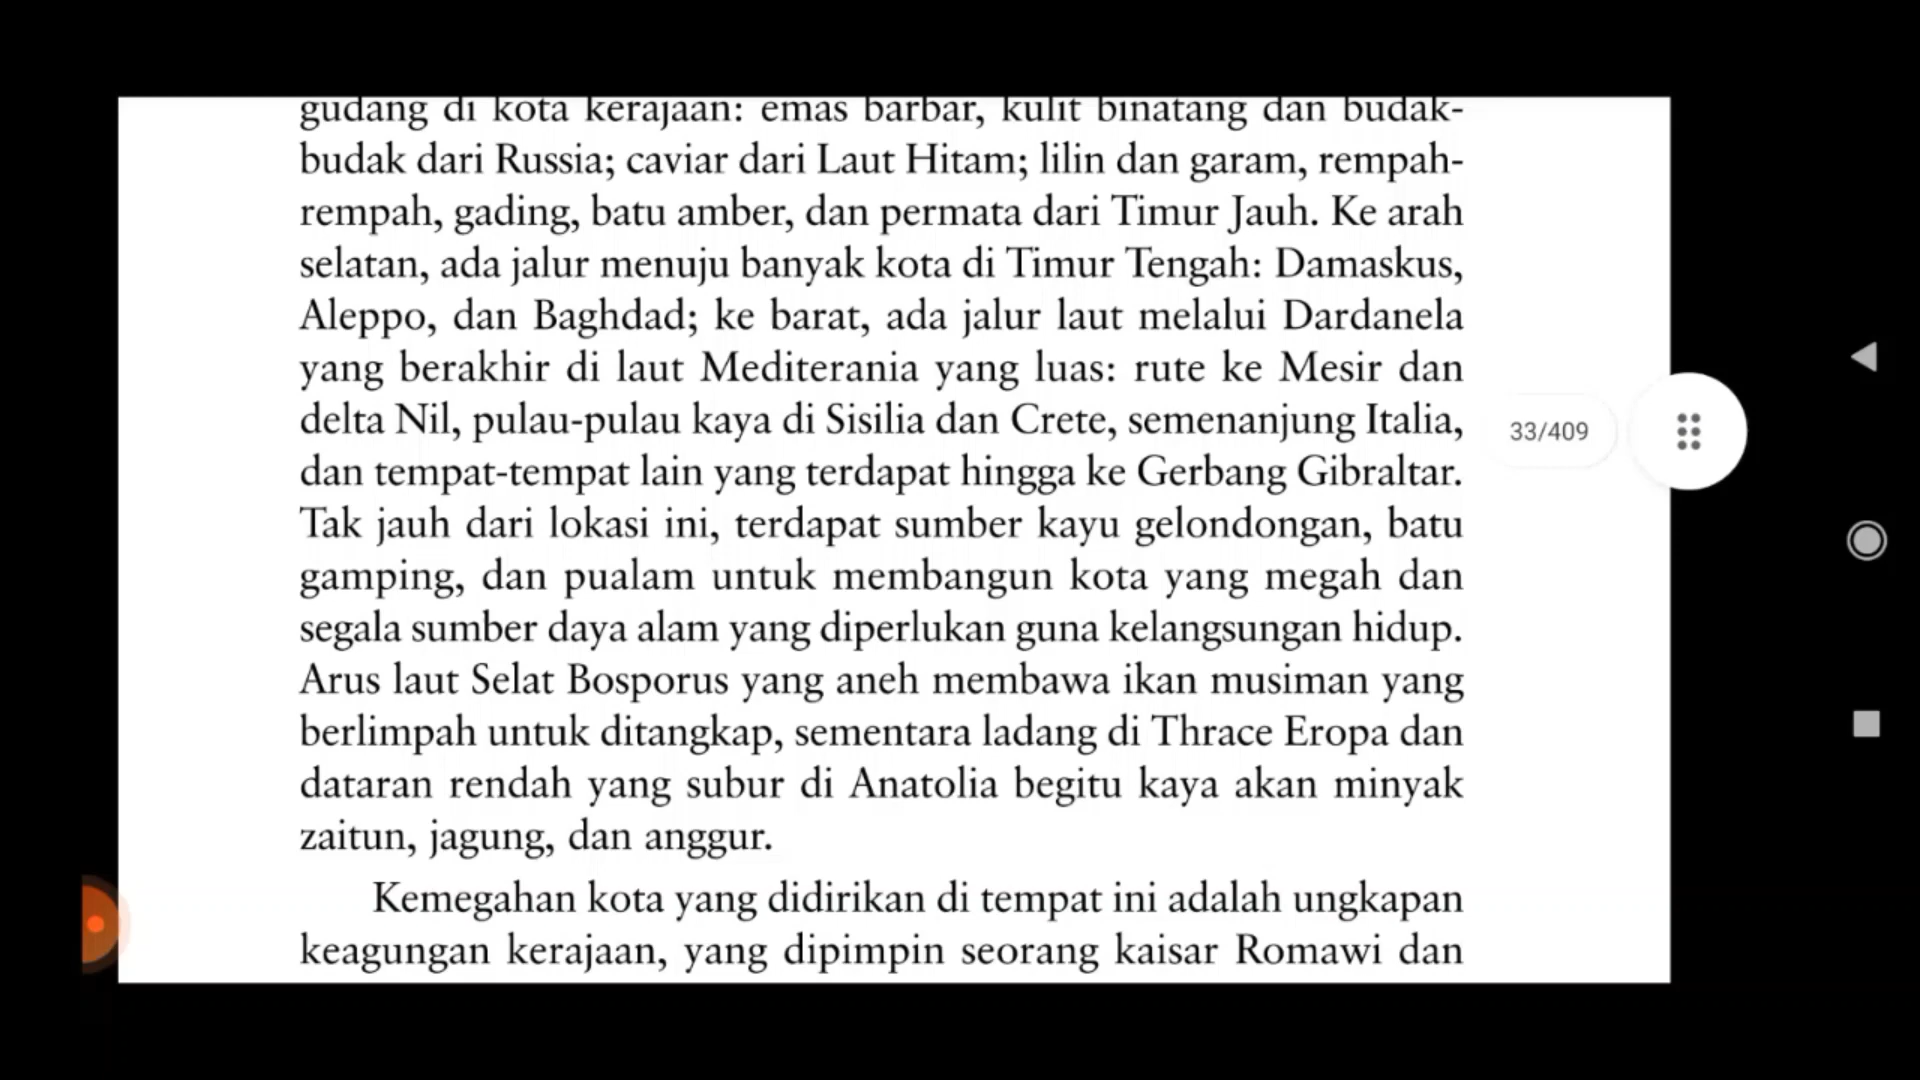 gudang di kota kerajaan: emas barbar, kulit binatang dan budak-
budak dari Russia; caviar dari Laut Hitam; lilin dan garam, rempah-
rempah, gading, batu amber, dan permata dari Timur Jauh. Ke arah
selatan, ada jalur menuju banyak kota di Timur Tengah: Damaskus,
Aleppo, dan Baghdad; ke barat, ada jalur laut melalui Dardanela
yang berakhir di laut Mediterania yang luas: rute ke Mesir dan
delta Nil, pulau-pulau kaya di Sisilia dan Crete, semenanjung Italia,
33/409
dan tempat-tempat lain yang terdapat hingga ke Gerbang Gibraltar.
Tak jauh dari lokasi ini, terdapat sumber kayu gelondongan, batu
gamping, dan pualam untuk membangun kota yang megah dan
segala sumber daya alam yang diperlukan guna kelangsungan hidup.
Arus laut Selat Bosporus yang aneh membawa ikan musiman yang
berlimpah untuk ditangkap, sementara ladang di Thrace Eropa dan
dataran rendah yang subur di Anatolia begitu kaya akan minyak
zaitun, jagung, dan anggur.
Kemegahan kota yang didirikan di tempat ini adalah ungkapan
keagungan kerajaan, yang dipimpin seorang kaisar Romawi dan